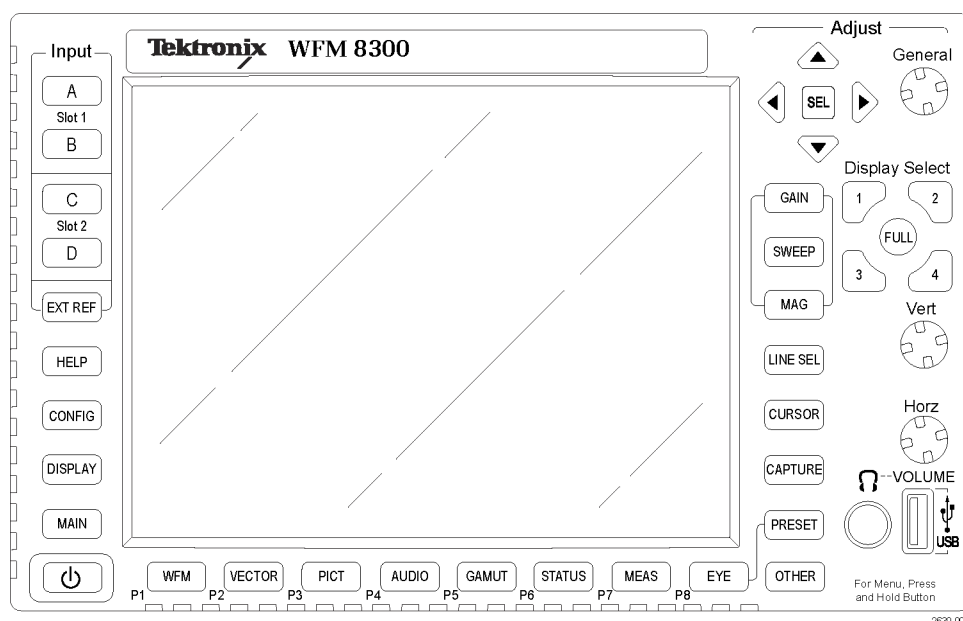 Tektronix WFM 8300
Input
A
Slot 1
B
C
Slot 2
D
EXT REF
HELP
CONFIG
DISPLAY
MAIN
Adjust
General
SEL
Display Select
1
2
FULL
3
4
GAIN
SWEEP
MAG
Vert
LINE SEL
Horz
CURSOR
CAPTURE
VOLUME
USB
PRESET
OTHER
For Menu, Press
and Hold Button
WFM VECTOR PICT AUDIO GAMUT STATUS MEAS EYE
P1 P2 P3 P4 P5 P6 P7 P8